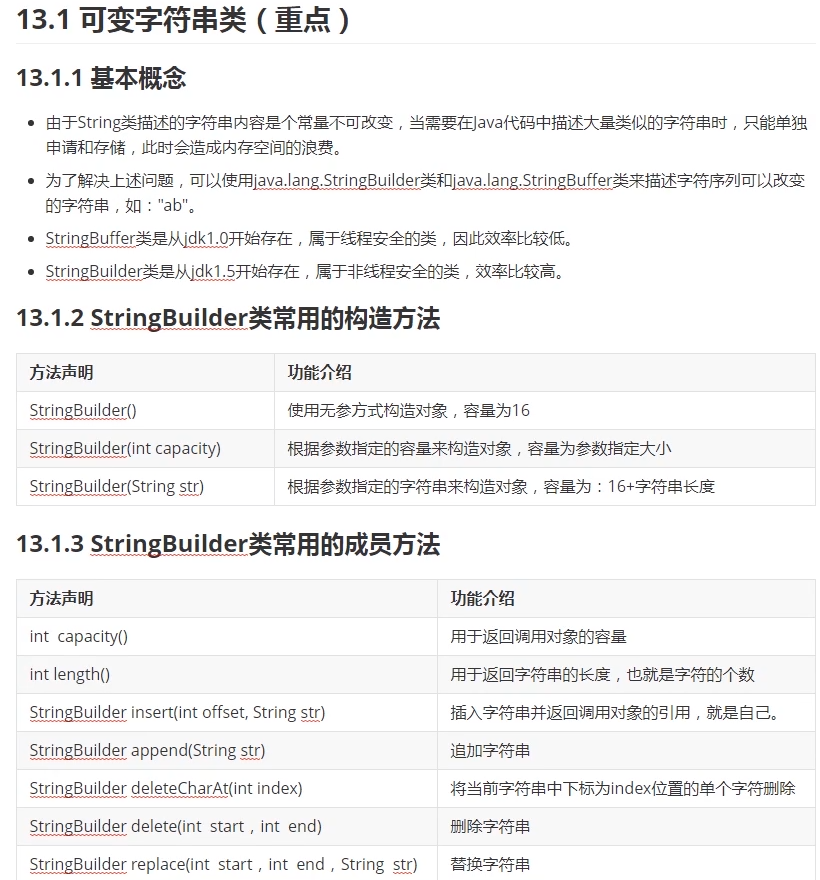 13.1 可变字符串类（重点）
13.1.1 基本概念
由于String类描述的字符串内容是个常量不可改变，当需要在Java代码中描述大量类似的字符串时，只能单独
申请和存储，此时会造成内存空间的浪费。
为了解决上述问题，可以使用java.lang.StringBuilder类和java.lang.StringBuffer类来描述字符序列可以改变
的字符串，如："ab"。
StringBuffer类是从jdk1.0开始存在，属于线程安全的类，因此效率比较低。
StringBuilder类是从jdk1.5开始存在，属于非线程安全的类，效率比较高。
13.1.2 StringBuilder类常用的构造方法
方法声明 功能介绍
StringBuilder() 使用无参方式构造对象，容量为16
StringBuilder(int capacity) 根据参数指定的容量来构造对象，容量为参数指定大小
StringBuilder(String str) 根据参数指定的字符串来构造对象，容量为：16+字符串长度
13.1.3 StringBuilder类常用的成员方法
方法声明 功能介绍
int capacity() 用于返回调用对象的容量
int length() 用于返回字符串的长度，也就是字符的个数
StringBuilder insert(int offset, String str) 插入字符串并返回调用对象的引用，就是自己。
StringBuilder append(String str) 追加字符串
StringBuilder deleteCharAt(int index) 将当前字符串中下标为index位置的单个字符删除
StringBuilder delete(int start，int end) 删除字符串
StringBuilder replace(int start，int end，String str) 替换字符串